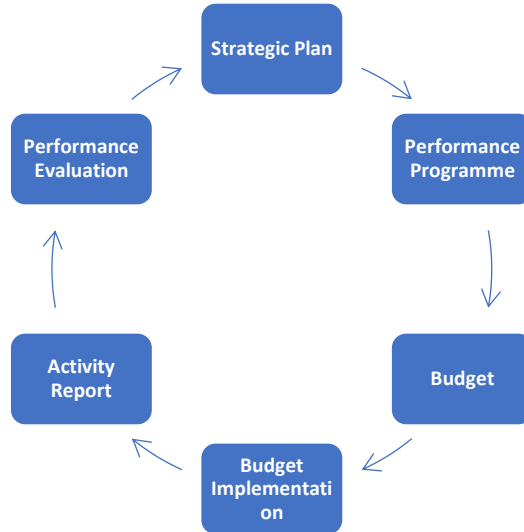 Strategic Plan
Performance
Programme
Budget
Budget
Implementati
on
Activity
Report
Performance
Evaluation